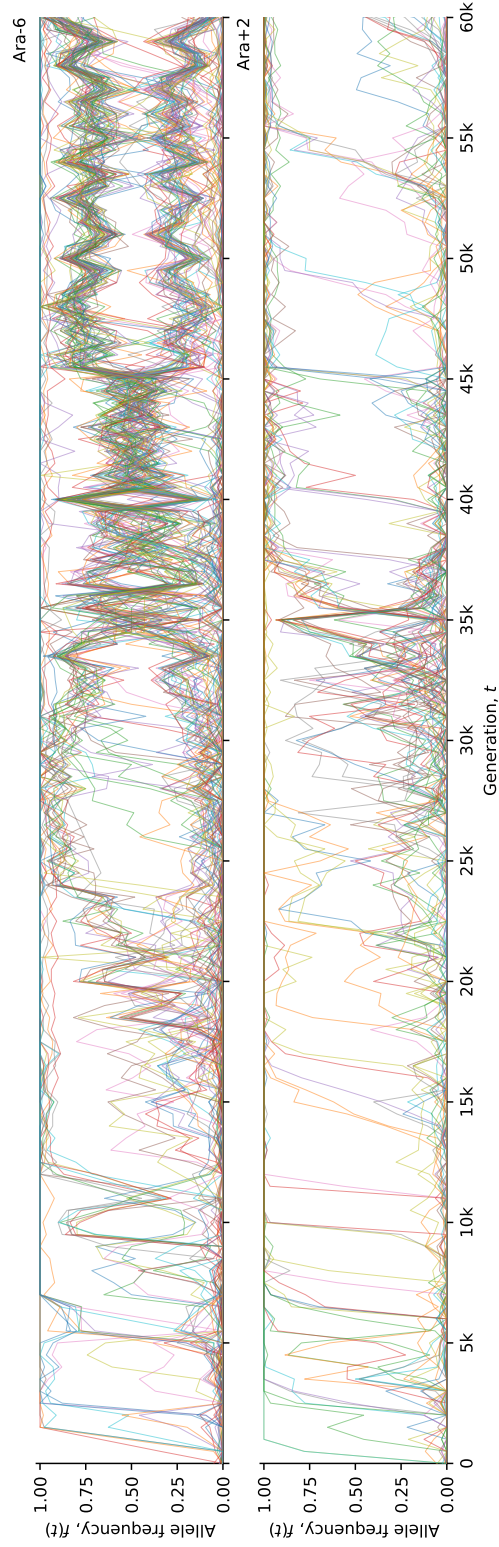 Ara-6
1.00
0.75
0.50
0.25
0.00
Allele frequency, f(t)
Ara+2
1.00
0.75
0.50
0.25
0.00
Allele frequency, f(t)
0 5k 10k 15k 20k 25k 30k 35k 40k 45k 50k 55k 60k
Generation, t